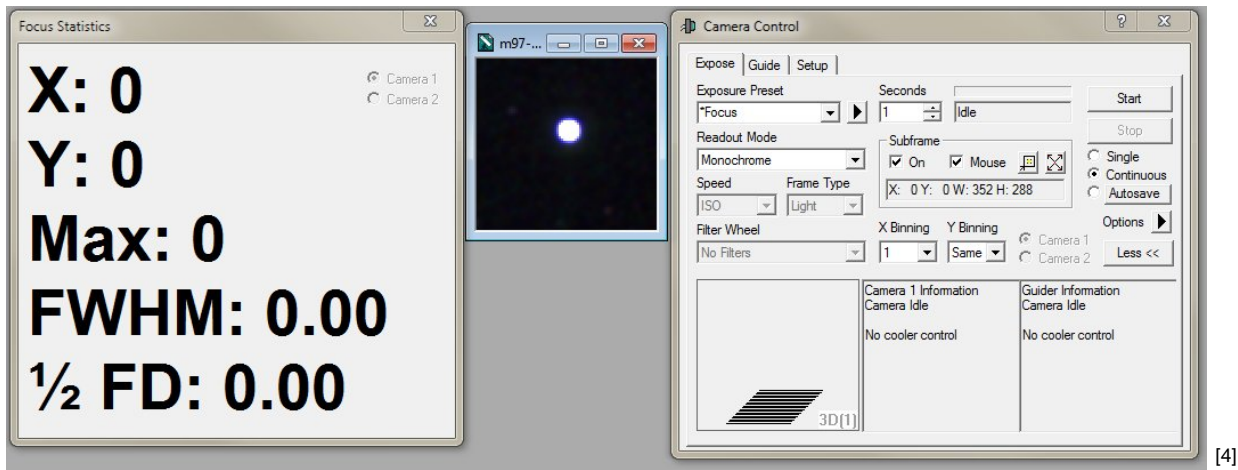 Focus Statistics
X: 0
Camera 1
Camera 2
Y: 0
Max: 0
FWHM: 0.00
½ FD: 0.00
m97-...
Camera Control
Expose Guide Setup
Exposure Preset
*Focus
Seconds
1
Idle
Start
Stop
Readout Mode
Monochrome
Subframe
On Mouse
X: 0 Y: 0 W: 352 H: 288
Single
Continuous
Autosave
Speed Frame Type
ISO Light
Filter Wheel
No Filters
X Binning Y Binning
1 Same
Camera 1
Camera 2
Options
Less <<
3D(1)
Camera 1 Information
Camera Idle
No cooler control
Guider Information
Camera Idle
No cooler control
[4]